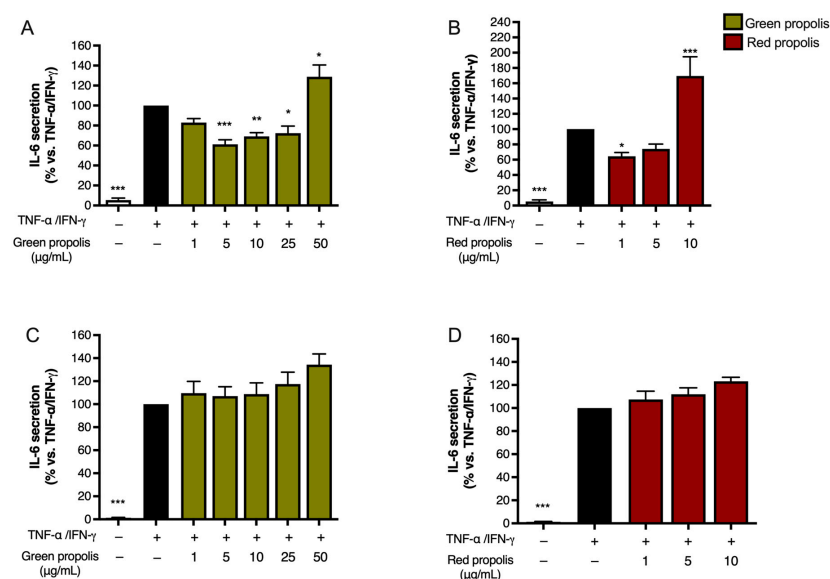 Green propolis
Red propolis
A
IL-6 secretion
(% vs. TNF-α/IFN-γ)
160
140
120
100
80
60
40
20
0
***
***
**
*
*
TNF-α /IFN-γ – + + + + + +
Green propolis – – 1 5 10 25 50
(μg/mL)
B
IL-6 secretion
(% vs. TNF-α/IFN-γ)
240
220
200
180
160
140
120
100
80
60
40
20
0
***
*
***
TNF-α /IFN-γ – + + + +
Red propolis – – 1 5 10
(μg/mL)
C
IL-6 secretion
(% vs. TNF-α/IFN-γ)
160
140
120
100
80
60
40
20
0
***
TNF-α /IFN-γ – + + + + + +
Green propolis – – 1 5 10 25 50
(μg/mL)
D
IL-6 secretion
(% vs. TNF-α/IFN-γ)
160
140
120
100
80
60
40
20
0
***
TNF-α /IFN-γ – + + + +
Red propolis – – 1 5 10
(μg/mL)